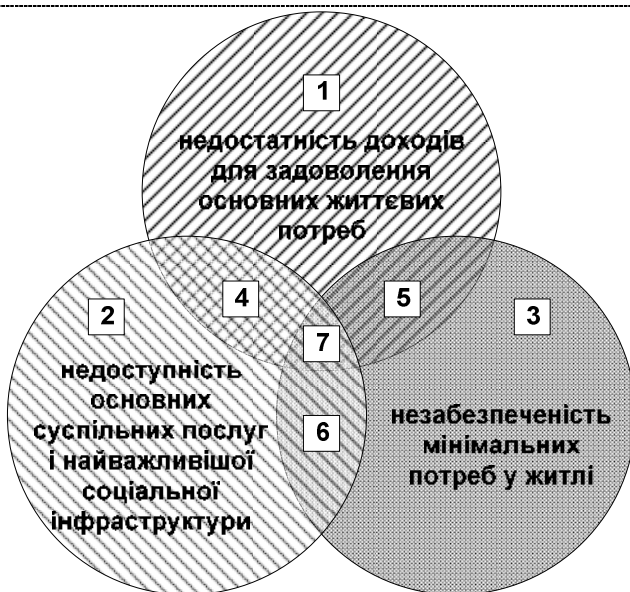 1
недостатність доходів
для задоволення
основних життєвих
потреб
4
5
2
3
7
недоступність
основних
суспільних послуг
і найважливішої
соціальної
інфраструктури
6
незабезпеченість
мінімальних
потреб у житлі